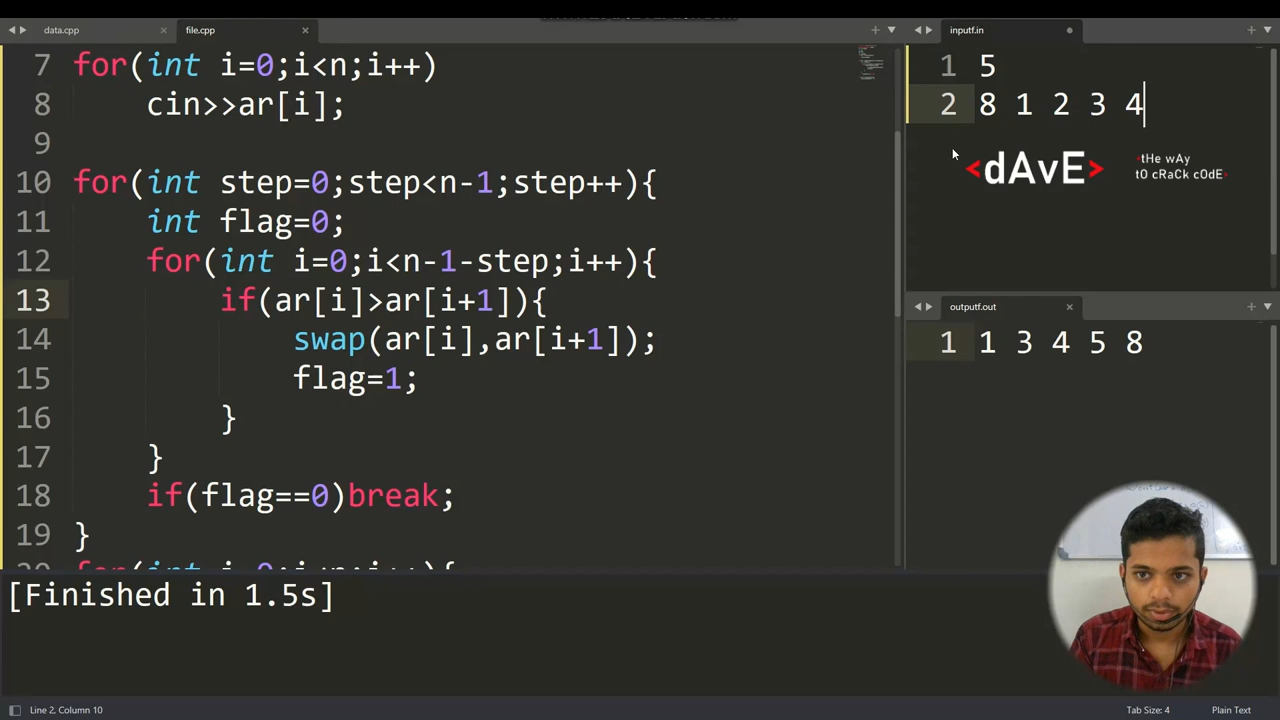 data.cpp
file.cpp
7 for(int i=0;i<n;i++)
8 cin>>ar[i];
9
10 for(int step=0;step<n-1;step++){
11 int flag=0;
12 for(int i=0;i<n-1-step;i++){
13 if(ar[i]>ar[i+1]){
14 swap(ar[i],ar[i+1]);
15 flag=1;
16 }
17 }
18 if(flag==0)break;
19 }
[Finished in 1.5s]
inputf.in
1 5
2 8 1 2 3 4
<dAvE>
<tHe wAy
tO cRaCk cOdE>
outputf.out
1 1 3 4 5 8
Line 2, Column 10
Tab Size: 4
Plain Text